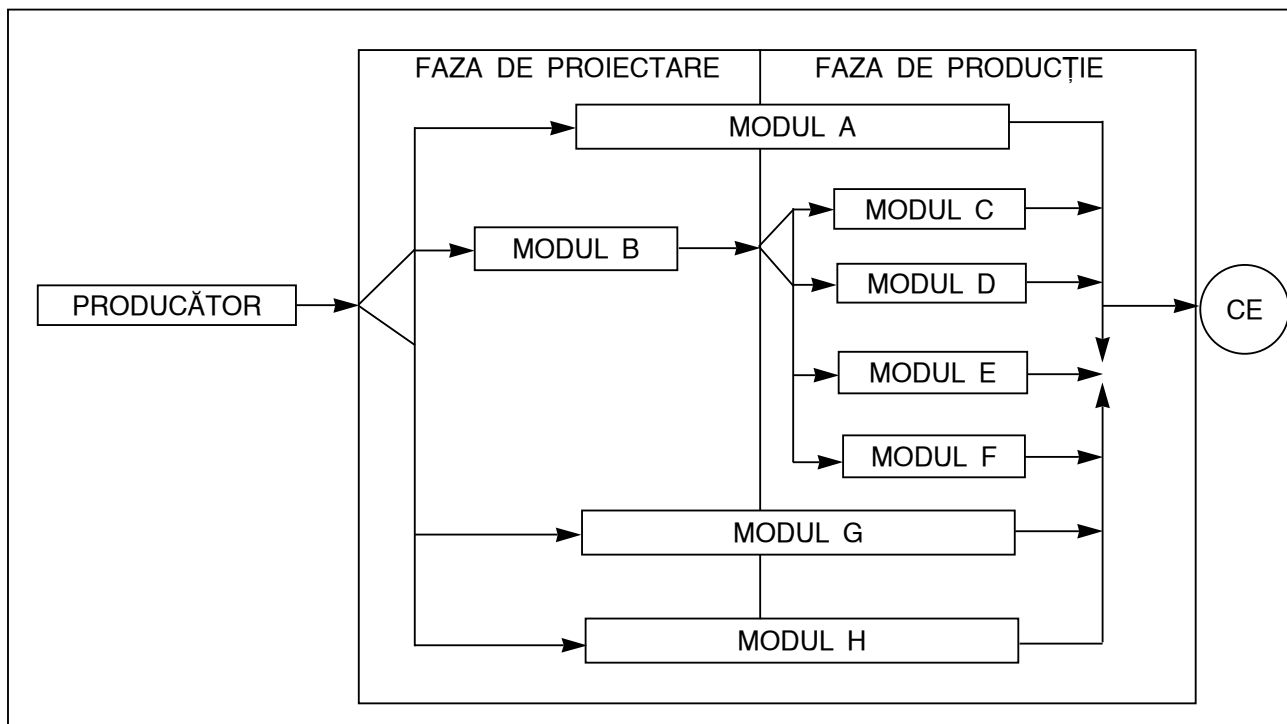 FAZA DE PROIECTARE
FAZA DE PRODUCȚIE
MODUL A
MODUL C
MODUL B
MODUL D
PRODUCĂTOR
CE
MODUL E
MODUL F
MODUL G
MODUL H